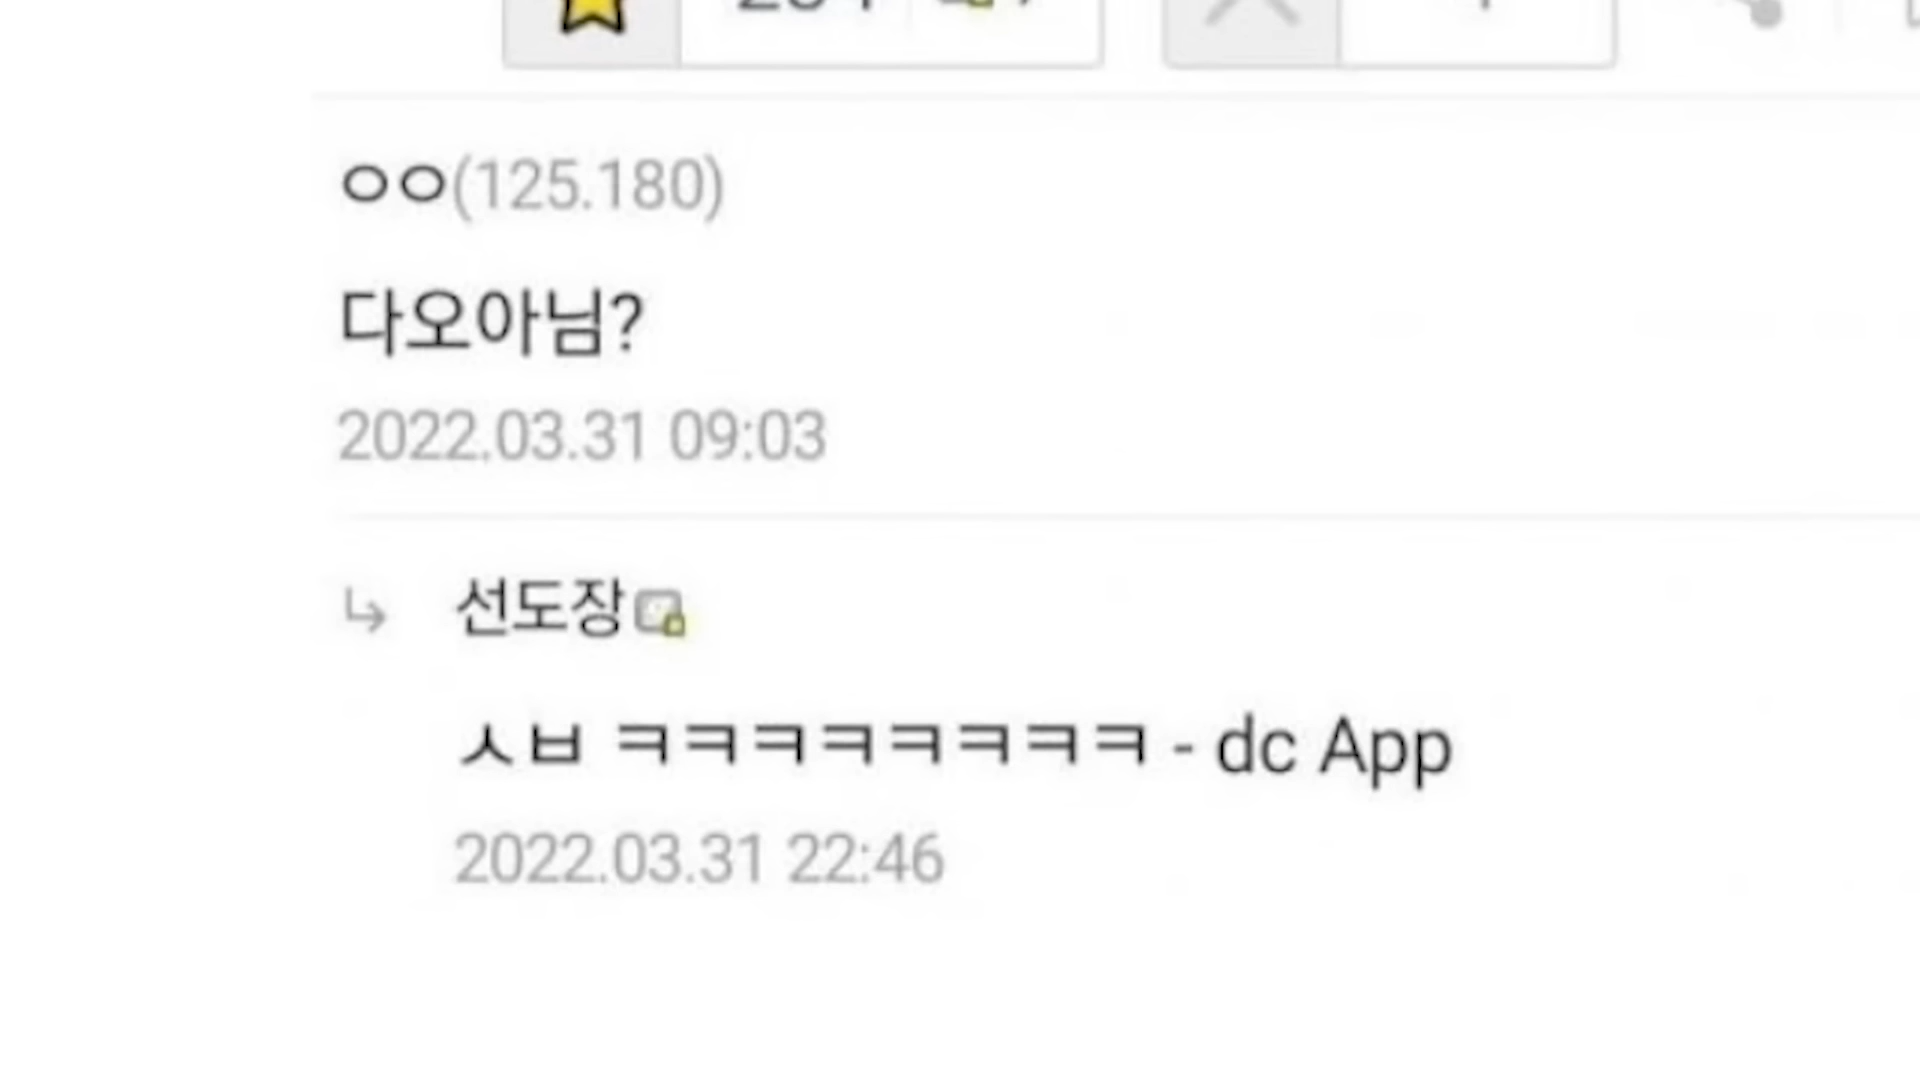 ㅇㅇ(125.180)
다오아님?
2022.03.31 09:03
선도장
ㅅㅂ ㅋㅋㅋㅋㅋㅋㅋㅋ - dc App
2022.03.31 22:46